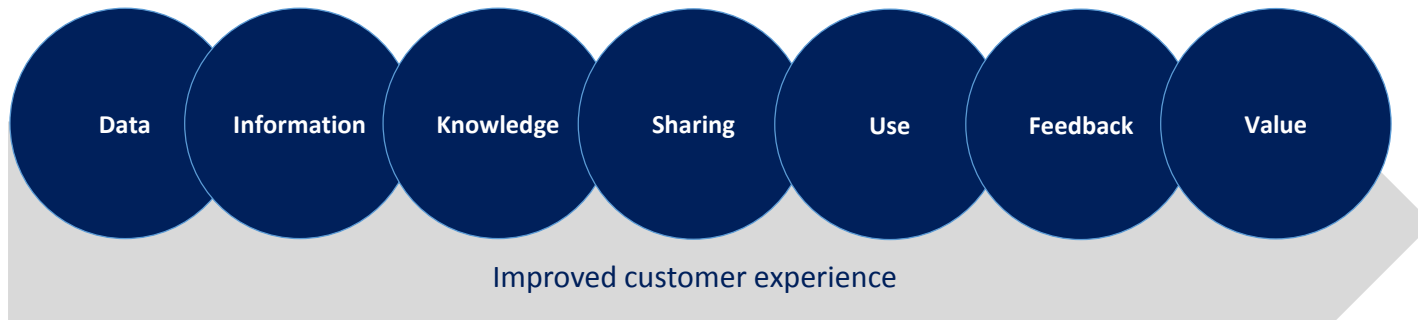 Data Information Knowledge Sharing Use Feedback Value
Improved customer experience